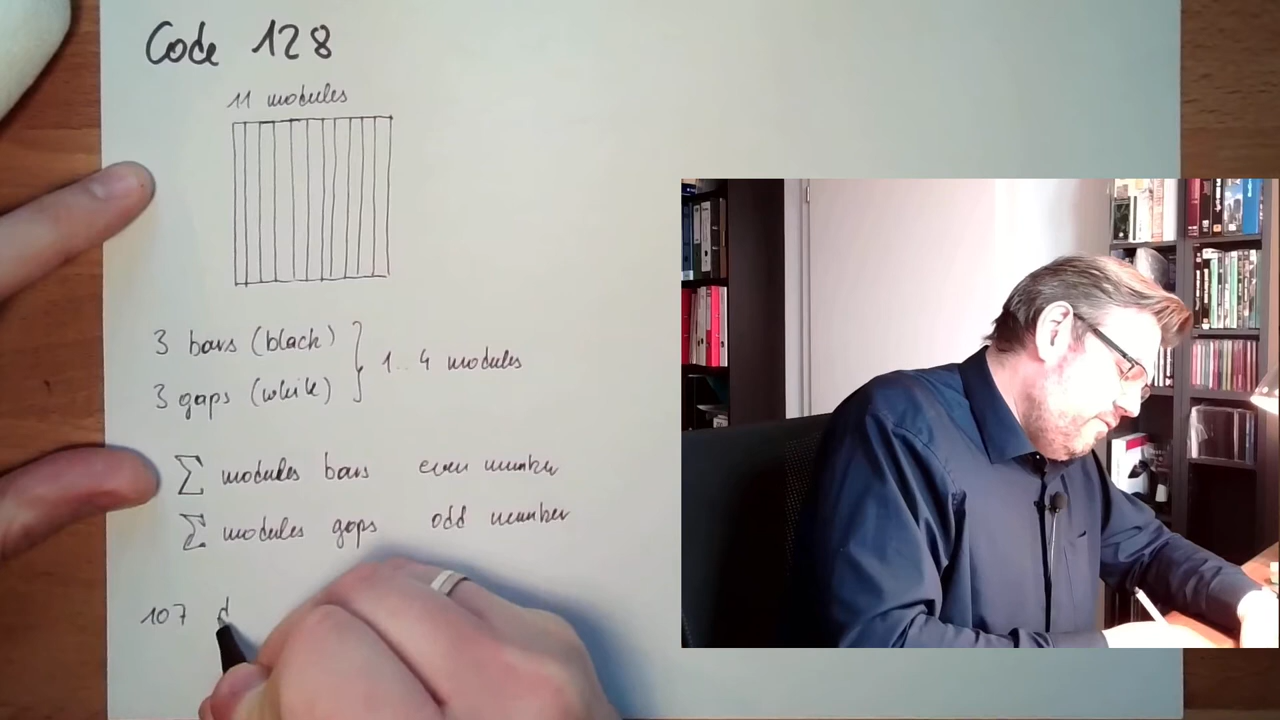 Code 128
11 modules
3 bars (black)
3 gaps (white)
1..4 modules
∑ modules bars even number
∑ modules gaps odd number
107 d